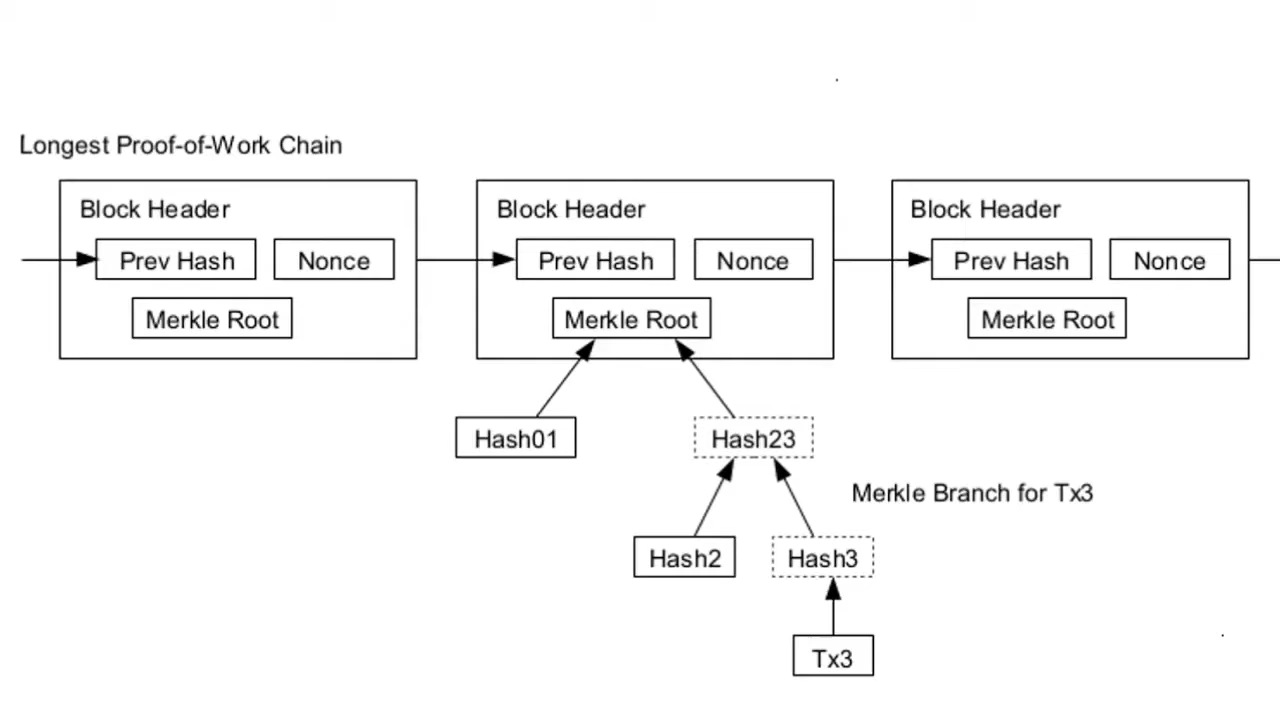 Longest Proof-of-Work Chain
Block Header
Prev Hash
Nonce
Merkle Root
Block Header
Prev Hash
Nonce
Merkle Root
Block Header
Prev Hash
Nonce
Merkle Root
Hash01
Hash23
Merkle Branch for Tx3
Hash2
Hash3
Tx3